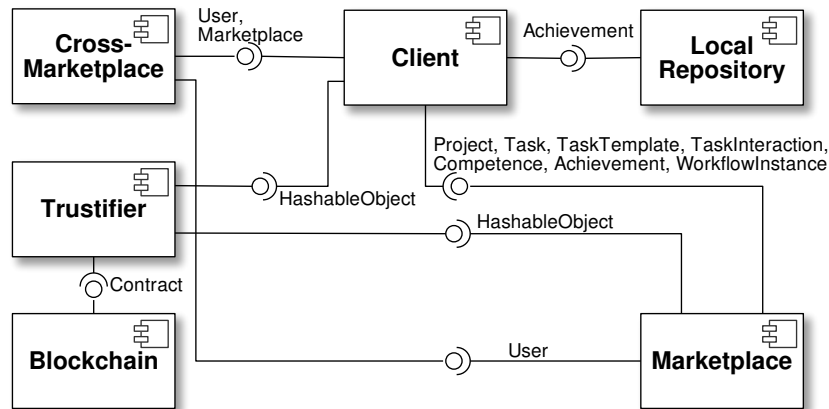 User,
Marketplace
Cross-
Marketplace
Client
Achievement
Local
Repository
Project, Task, TaskTemplate, TaskInteraction,
Competence, Achievement, WorkflowInstance
Trustifier
HashableObject
HashableObject
Contract
Blockchain
User
Marketplace